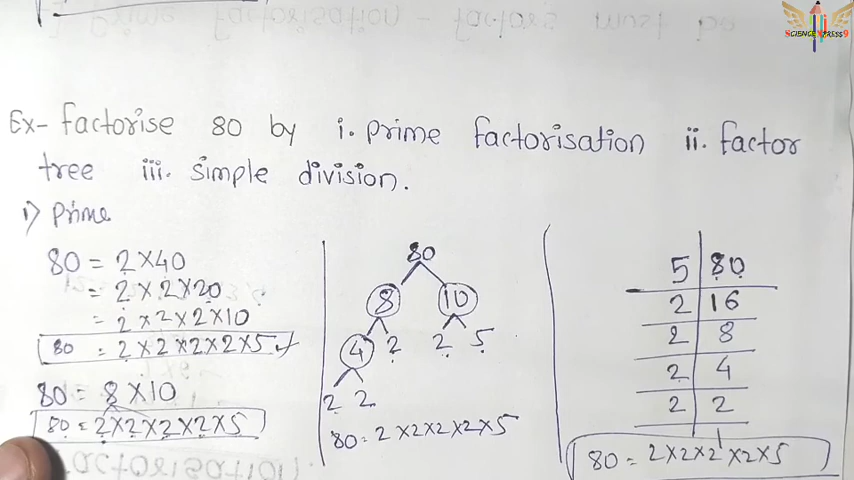 SCIENCE XPRESS9
Ex- factorise 80 by i. prime factorisation ii. factor
tree iii. simple division.
i) Prime
80 = 2 X 40
= 2 X 2 X 20
= 2 X 2 X 2 X 10
80 = 2 X 2 X 2 X 2 X 5
80 = 8 X 10
80 = 2 X 2 X 2 X 2 X 5
80
8 10
4 2 2 5
2 2
80 = 2 X 2 X 2 X 2 X 5
5 80
2 16
2 8
2 4
2 2
1
80 = 2 X 2 X 2 X 2 X 5